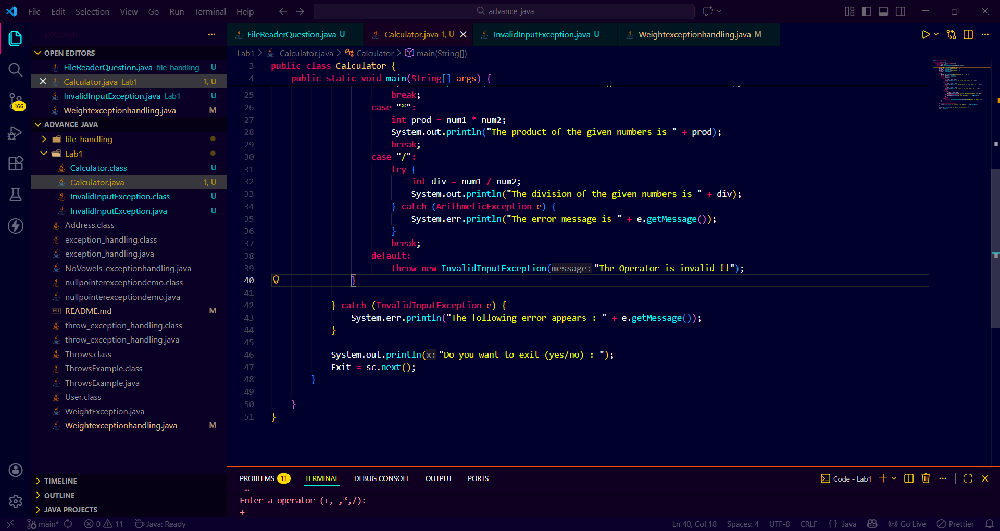 File Edit Selection View Go Run Terminal Help
advance_java
EXPLORER
OPEN EDITORS
FileReaderQuestion.java file_handling U
Calculator.java Lab1 1, U
InvalidInputException.java Lab1 U
Weightexceptionhandling.java M
ADVANCE_JAVA
file_handling
Lab1
Calculator.class U
Calculator.java 1, U
InvalidInputException.class U
InvalidInputException.java U
Address.class
exception_handling.class
exception_handling.java
NoVowels_exceptionhandling.java
nullpointerexceptiondemo.class
nullpointerexceptiondemo.java
README.md M
throw_exception_handling.class
throw_exception_handling.java
Throws.class
ThrowsExample.class
ThrowsExample.java
User.class
WeightException.java
Weightexceptionhandling.java M
TIMELINE
OUTLINE
JAVA PROJECTS
166
FileReaderQuestion.java U Calculator.java 1, U InvalidInputException.java U Weightexceptionhandling.java M
Lab1 > Calculator.java > Calculator > main(String[])
3 public class Calculator {
4 public static void main(String[] args) {
25 break;
26 case "*":
27 int prod = num1 * num2;
28 System.out.println("The product of the given numbers is " + prod);
29 break;
30 case "/":
31 try {
32 int div = num1 / num2;
33 System.out.println("The division of the given numbers is " + div);
34 } catch (ArithmeticException e) {
35 System.err.println("The error message is " + e.getMessage());
36 }
37 break;
38 default:
39 throw new InvalidInputException(message: "The Operator is invalid !!");
40 }
41
42 } catch (InvalidInputException e) {
43 System.err.println("The following error appears : " + e.getMessage());
44 }
45
46 System.out.println(x: "Do you want to exit (yes/no) : ");
47 Exit = sc.next();
48 }
49
50 }
51 }
PROBLEMS 11 TERMINAL DEBUG CONSOLE OUTPUT PORTS
Code - Lab1
Enter a operator (+,-,*,/):
+
main* 0 11 Java: Ready
Ln 40, Col 18 Spaces: 4 UTF-8 CRLF { } Java Go Live Prettier